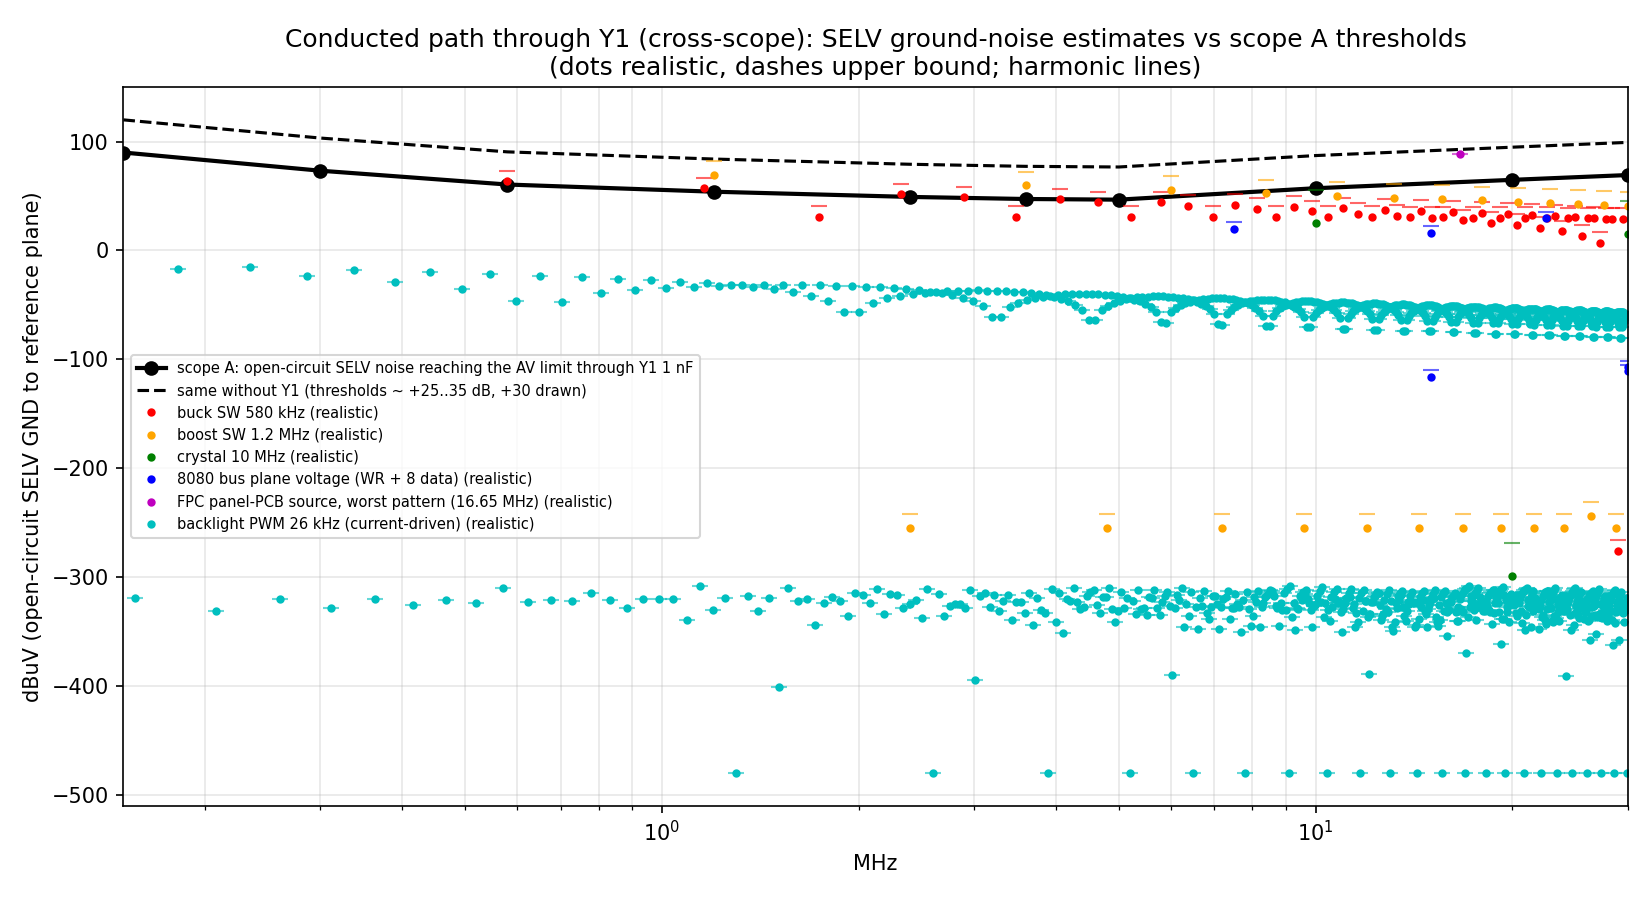 Conducted path through Y1 (cross-scope): SELV ground-noise estimates vs scope A thresholds
(dots realistic, dashes upper bound; harmonic lines)
dBuV (open-circuit SELV GND to reference plane)
100
0
−100
−200
−300
−400
−500
scope A: open-circuit SELV noise reaching the AV limit through Y1 1 nF
same without Y1 (thresholds ~ +25..35 dB, +30 drawn)
buck SW 580 kHz (realistic)
boost SW 1.2 MHz (realistic)
crystal 10 MHz (realistic)
8080 bus plane voltage (WR + 8 data) (realistic)
FPC panel-PCB source, worst pattern (16.65 MHz) (realistic)
backlight PWM 26 kHz (current-driven) (realistic)
10⁰
10¹
MHz